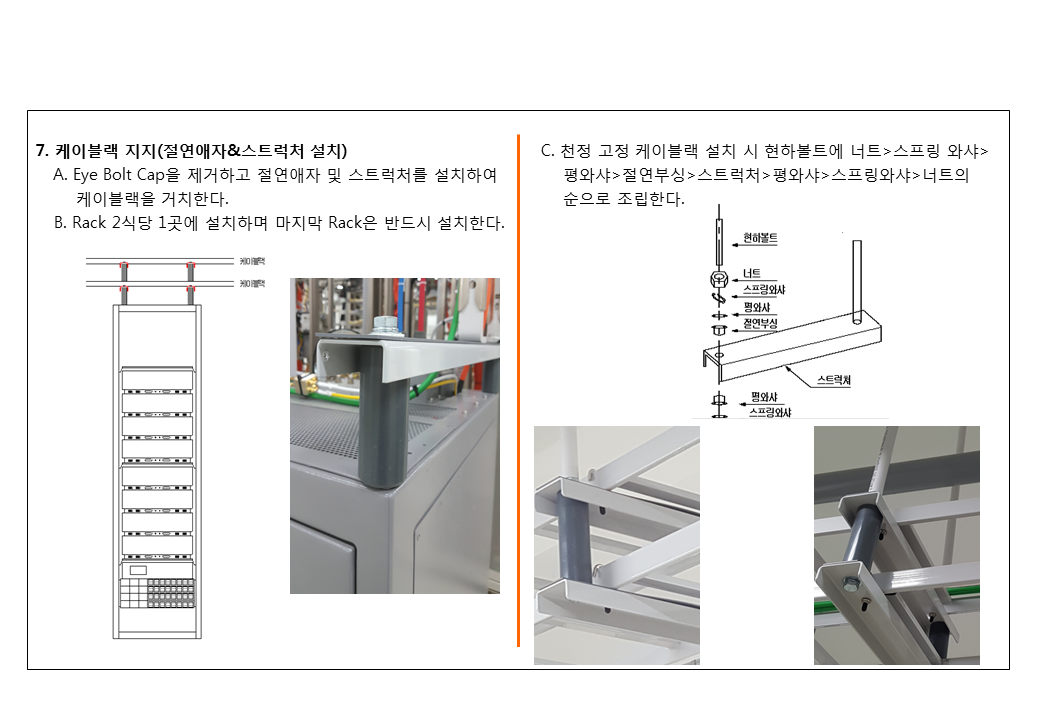 7. 케이블랙 지지(절연애자&스트럭처 설치)
A. Eye Bolt Cap을 제거하고 절연애자 및 스트럭처를 설치하여
케이블랙을 거치한다.
B. Rack 2식당 1곳에 설치하며 마지막 Rack은 반드시 설치한다.
케이블랙
케이블랙
C. 천정 고정 케이블랙 설치 시 현하볼트에 너트>스프링 와샤>
평와샤>절연부싱>스트럭처>평와샤>스프링와샤>너트의
순으로 조립한다.
현하볼트
너트
스프링와샤
평와샤
절연부싱
스트럭쳐
평와샤
스프링와샤